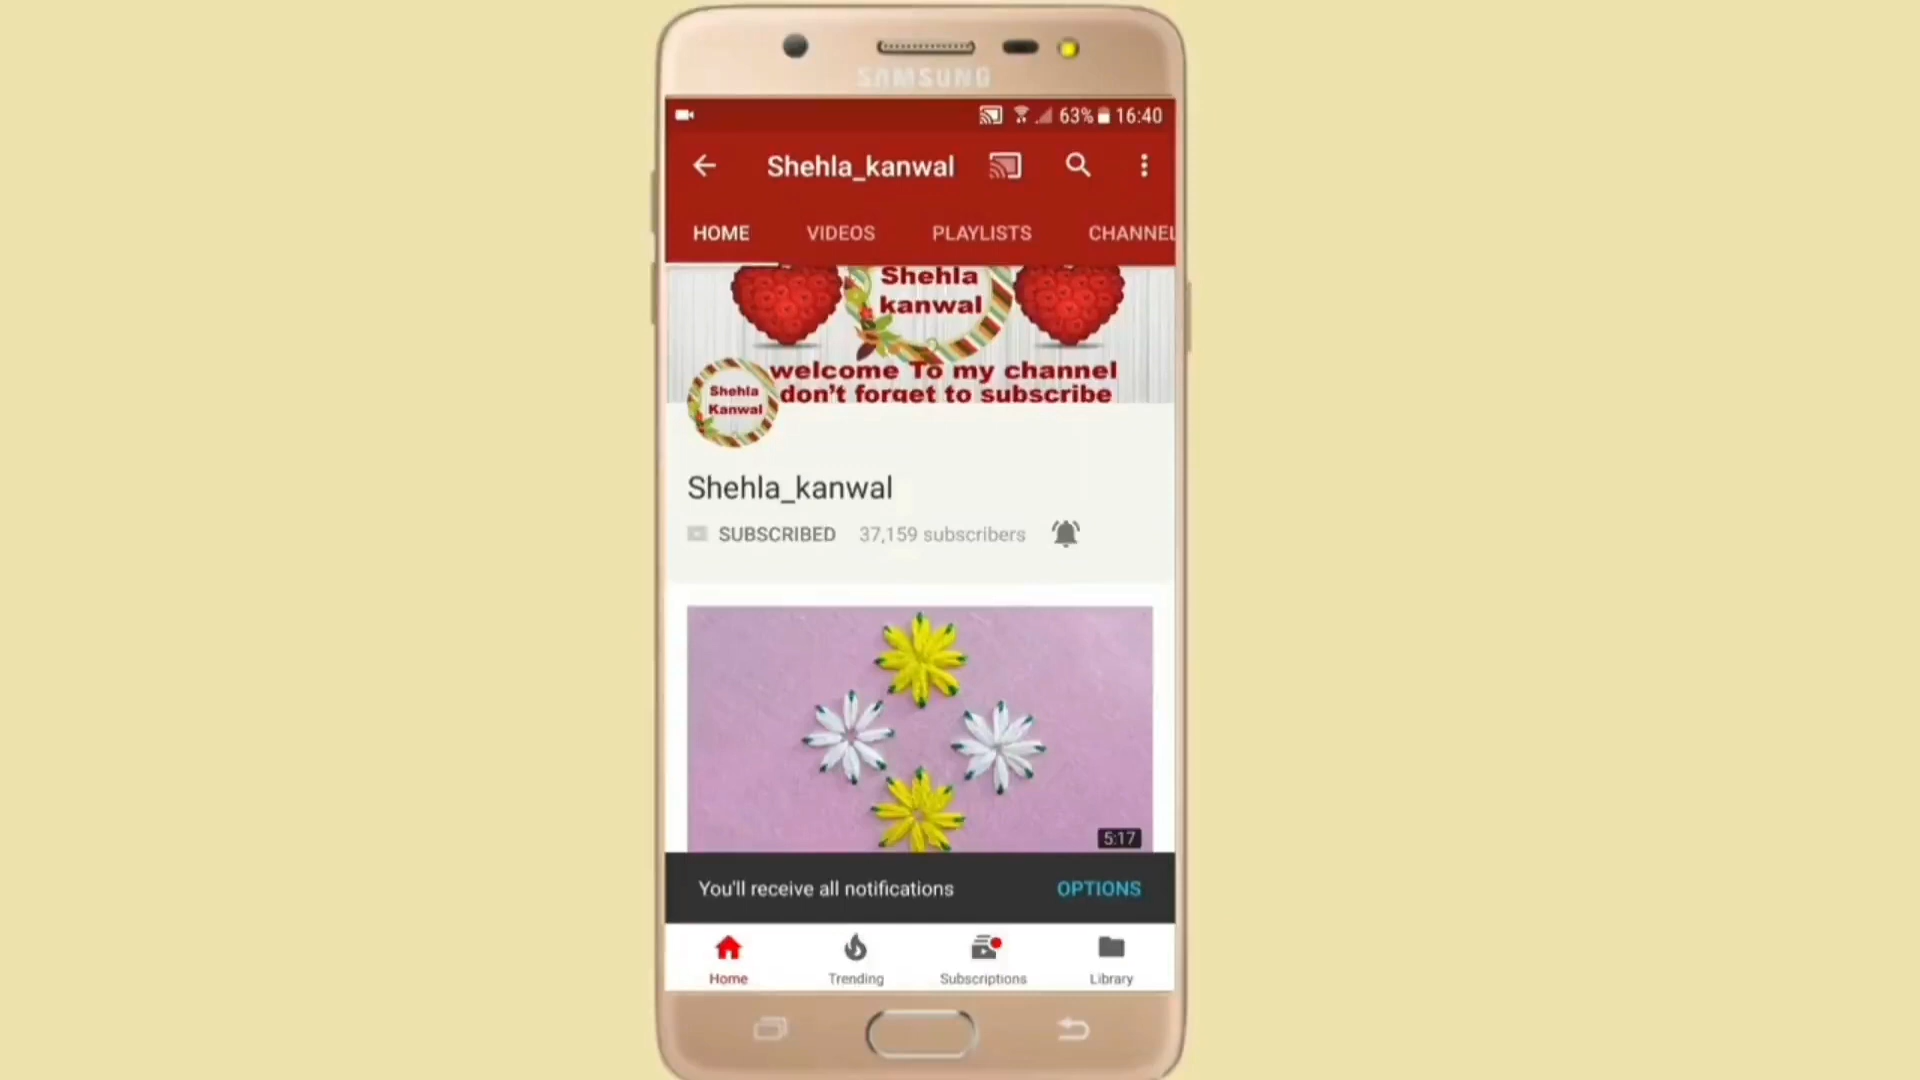 SAMSUNG
63% 16:40
Shehla_kanwal
HOME VIDEOS PLAYLISTS CHANNEL
Shehla
kanwal
welcome To my channel
don't forget to subscribe
Shehla
Kanwal
Shehla_kanwal
SUBSCRIBED 37,159 subscribers
5:17
You'll receive all notifications OPTIONS
Home Trending Subscriptions Library